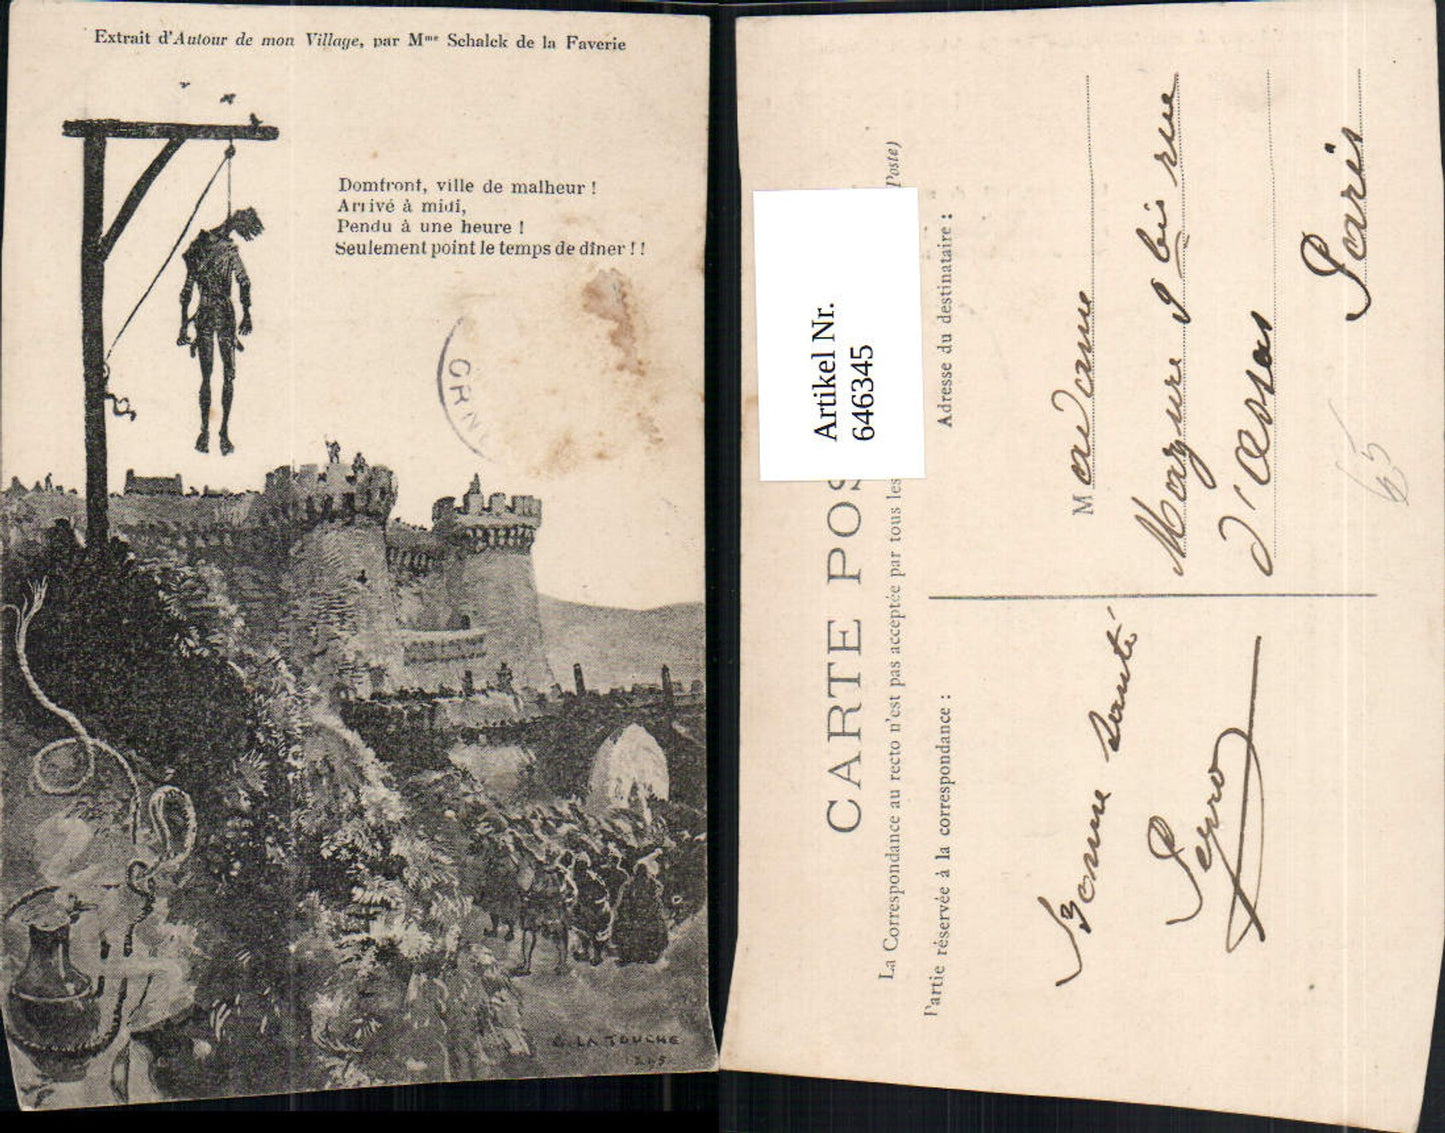 Extrait d'Autour de mon Village, par Mme Schalck de la Faverie
Domfront, ville de malheur !
Arrivé à midi,
Pendu à une heure !
Seulement point le temps de dîner ! !
G. LA TOUCHE
Artikel Nr.
646345
CARTE POS
La Correspondance au recto n'est pas acceptée par tous les
Poste)
Partie réservée à la correspondance :
Adresse du destinataire :
Bonne santé
Madame
9 bis rue
d'Assas
Paris
65